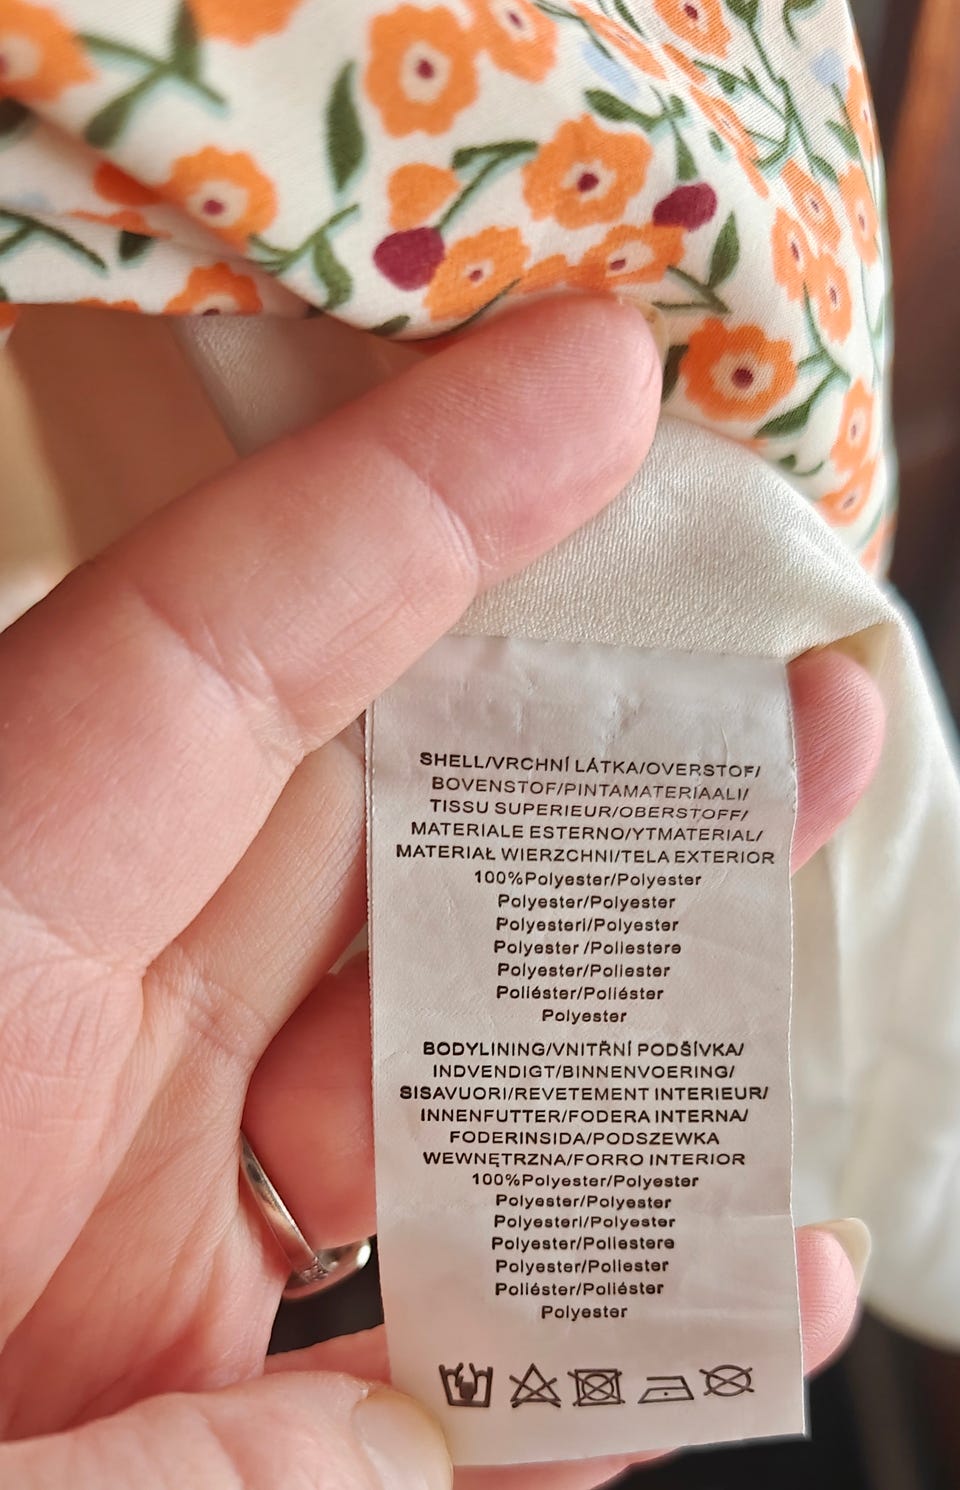 SHELL/VRCHNÍ LÁTKA/OVERSTOF/
BOVENSTOF/PINTAMATERIAALI/
TISSU SUPERIEUR/OBERSTOFF/
MATERIALE ESTERNO/YTMATERIAL/
MATERIAŁ WIERZCHNI/TELA EXTERIOR
100%Polyester/Polyester
Polyester/Polyester
Polyesteri/Polyester
Polyester /Poliestere
Polyester/Poliester
Poliéster/Poliéster
Polyester
BODYLINING/VNITŘNÍ PODŠÍVKA/
INDVENDIGT/BINNENVOERING/
SISAVUORI/REVETEMENT INTERIEUR/
INNENFUTTER/FODERA INTERNA/
FODERINSIDA/PODSZEWKA
WEWNĘTRZNA/FORRO INTERIOR
100%Polyester/Polyester
Polyester/Polyester
Polyesteri/Polyester
Polyester/Poliestere
Polyester/Poliester
Poliéster/Poliéster
Polyester